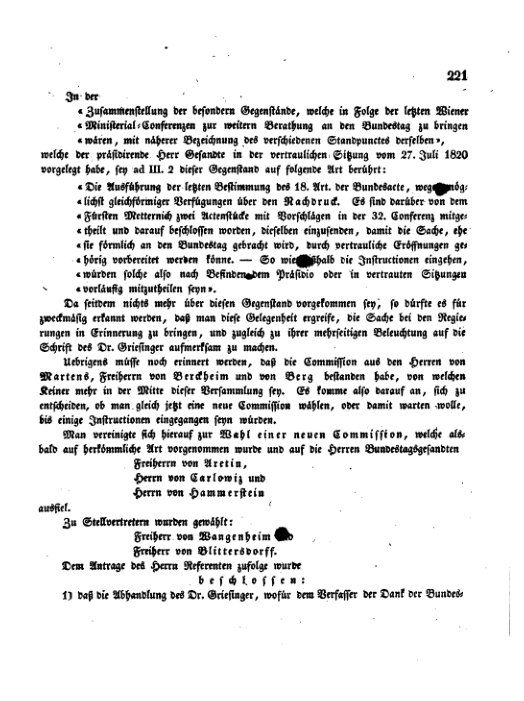 221
In der
« Zusammenstellung der besondern Gegenstände, welche in Folge der letzten Wiener
« Ministerial-Conferenzen zur weitern Berathung an den Bundestag zu bringen
« wären, mit näherer Bezeichnung des verschiedenen Standpunctes derselben»,
welche der präsidirende Herr Gesandte in der vertraulichen Sitzung vom 27. Juli 1820
vorgelegt habe, sey ad III. 2 dieser Gegenstand auf folgende Art berührt:
« Die Ausführung der letzten Bestimmung des 18. Art. der Bundesacte, mög-
« lichst gleichförmiger Verfügungen über den Nachdruck. Es sind darüber von dem
« Fürsten Metternich zwei Actenstücke mit Vorschlägen in der 32. Conferenz mitge-
« theilt und darauf beschlossen worden, dieselben einzusenden, damit die Sache, ehe
« sie förmlich an den Bundestag gebracht wird, durch vertrauliche Eröffnungen ge-
« hörig vorbereitet werden könne. — So wie die Instructionen eingehen,
« würden solche also nach Befinden dem Präsidio oder in vertrauten Sitzungen
« vorläufig mitzutheilen seyn».
Da seitdem nichts mehr über diesen Gegenstand vorgekommen sey, so dürfte es für
zweckmäsig erkannt werden, daß man diese Gelegenheit ergreife, die Sache bei den Regie-
rungen in Erinnerung zu bringen, und zugleich zu ihrer mehrseitigen Beleuchtung auf die
Schrift des Dr. Griesinger aufmerksam zu machen.
Uebrigens müsse noch erinnert werden, daß die Commission aus den Herren von
Martens, Freiherrn von Berckheim und von Berg bestanden habe, von welchen
Keiner mehr in der Mitte dieser Versammlung sey. Es komme also darauf an, sich zu
entscheiden, ob man gleich jetzt eine neue Commission wählen, oder damit warten wolle,
bis einige Instructionen eingegangen seyn würden.
Man vereinigte sich hierauf zur Wahl einer neuen Commission, welche als-
bald auf herkömmliche Art vorgenommen wurde und auf die Herren Bundestagsgesandten
Freiherrn von Aretin,
Herrn von Carlowiz und
Herrn von Hammerstein
ausfiel.
Zu Stellvertretern wurden gewählt:
Freiherr von Wangenheim
Freiherr von Blittersdorff.
Dem Antrage des Herrn Referenten zufolge wurde
beschlossen:
1) daß die Abhandlung des Dr. Griesinger, wofür dem Verfasser der Dank der Bundes-